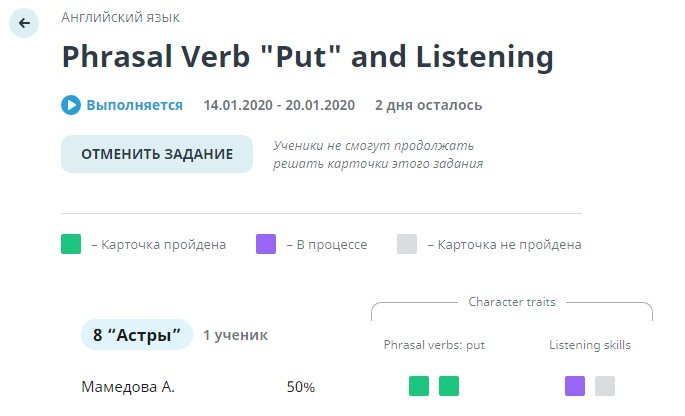 Английский язык
Phrasal Verb "Put" and Listening
Выполняется 14.01.2020 - 20.01.2020 2 дня осталось
ОТМЕНИТЬ ЗАДАНИЕ
Ученики не смогут продолжать
решать карточки этого задания
– Карточка пройдена – В процессе – Карточка не пройдена
Character traits
8 “Астры” 1 ученик
Phrasal verbs: put Listening skills
Мамедова А. 50%